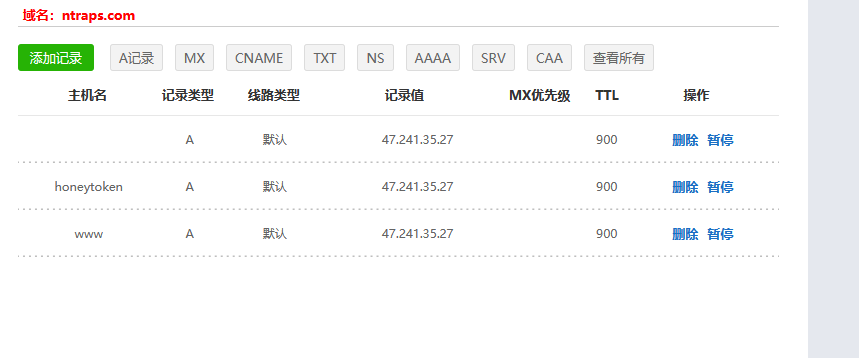 域名：ntraps.com
添加记录 A记录 MX CNAME TXT NS AAAA SRV CAA 查看所有
主机名 记录类型 线路类型 记录值 MX优先级 TTL 操作
A 默认 47.241.35.27 900 删除 暂停
honeytoken A 默认 47.241.35.27 900 删除 暂停
www A 默认 47.241.35.27 900 删除 暂停